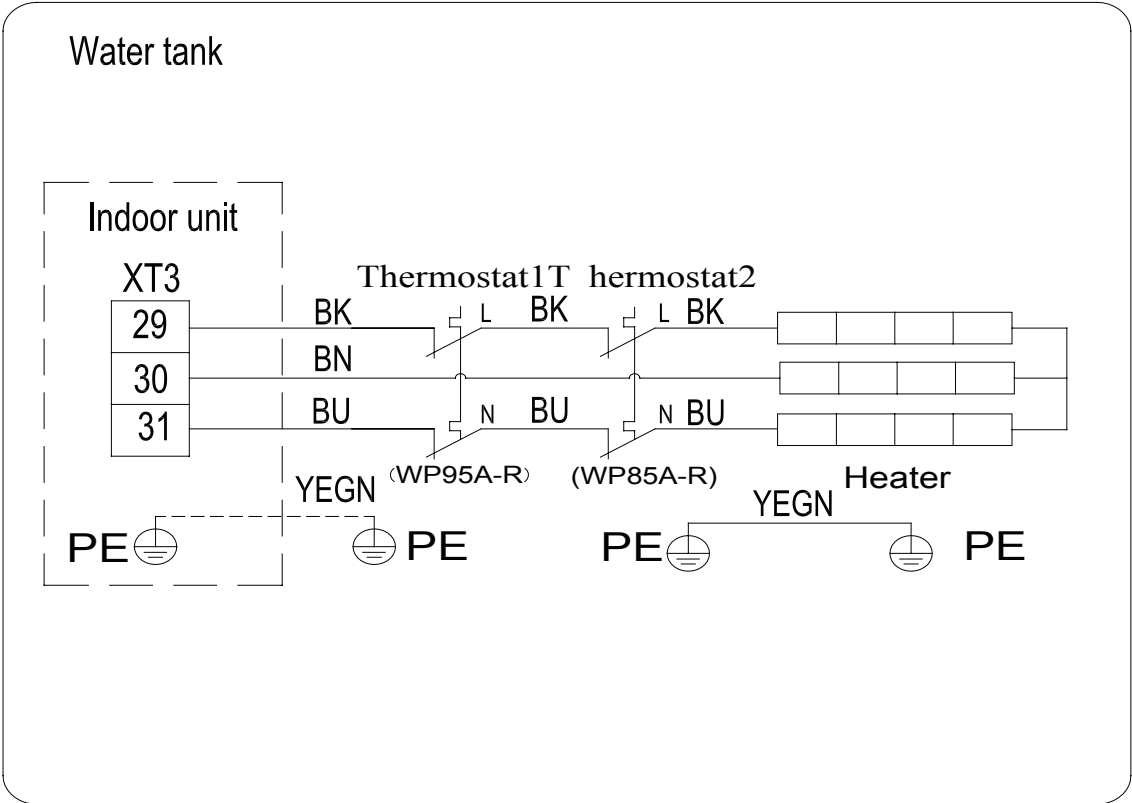 Water tank
Indoor unit
XT3
Thermostat1T hermostat2
29 BK L BK L BK
30 BN
31 BU N BU N BU
(WP95A-R) (WP85A-R) Heater
YEGN YEGN
PE PE PE PE